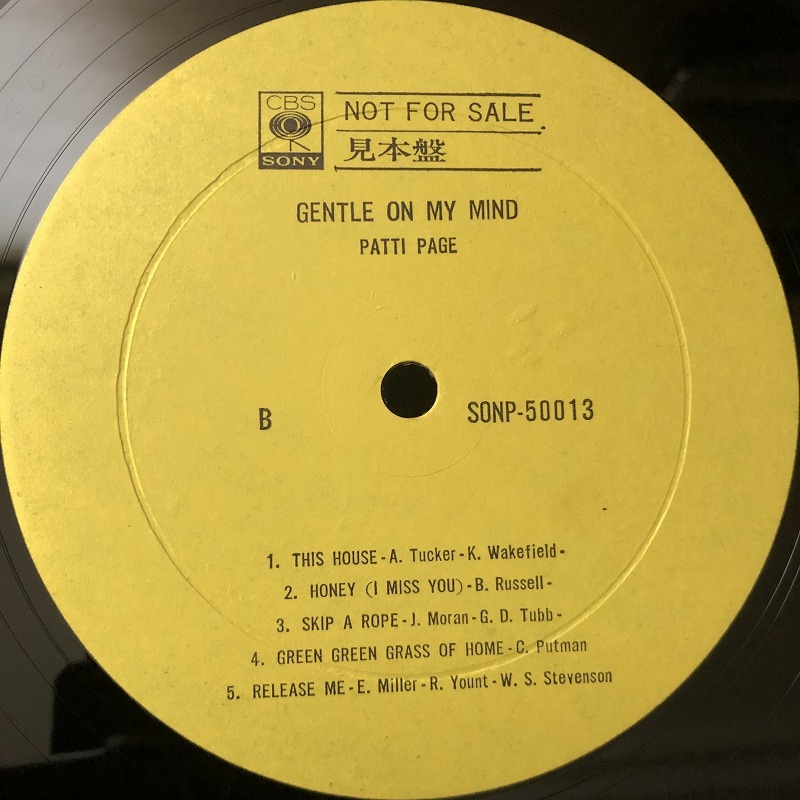 CBS
SONY
NOT FOR SALE
見本盤
GENTLE ON MY MIND
PATTI PAGE
B
SONP-50013
1. THIS HOUSE-A. Tucker-K. Wakefield-
2. HONEY (I MISS YOU)-B. Russell-
3. SKIP A ROPE-J. Moran-G. D. Tubb-
4. GREEN GREEN GRASS OF HOME-C. Putman
5. RELEASE ME-E. Miller-R. Yount-W. S. Stevenson